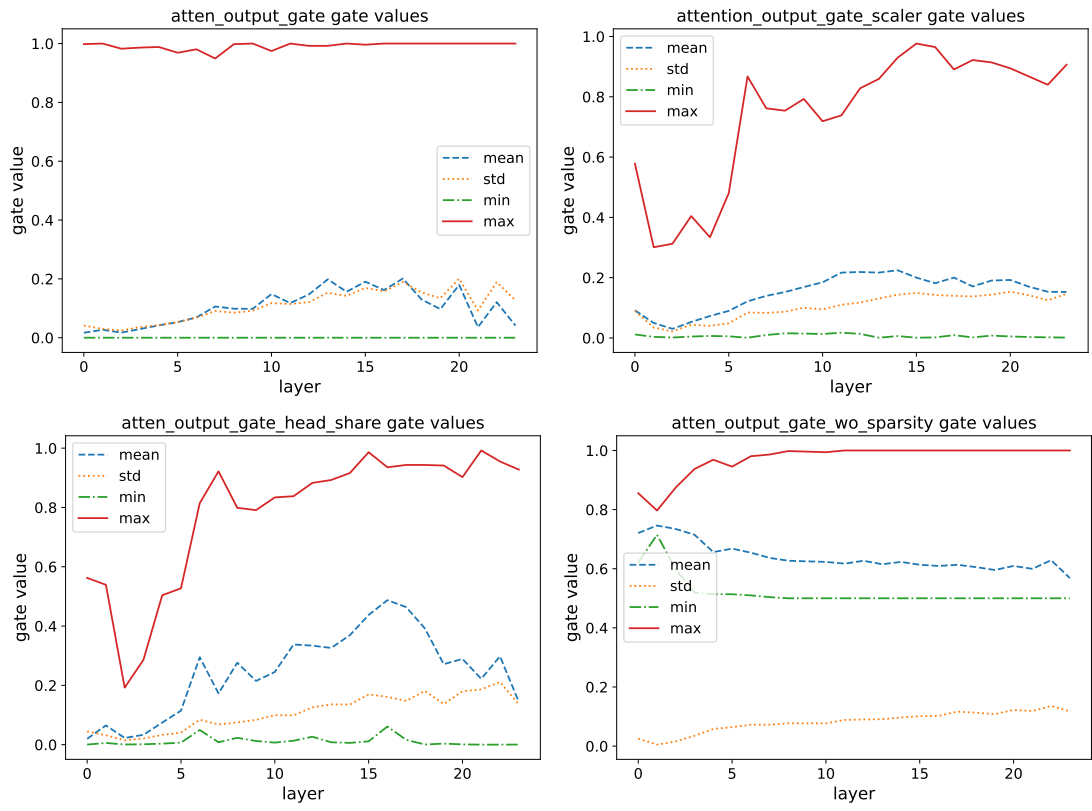 atten_output_gate gate values
gate value
1.0
0.8
0.6
0.4
0.2
0.0
mean
std
min
max
0 5 10 15 20
layer
attention_output_gate_scaler gate values
gate value
1.0
0.8
0.6
0.4
0.2
0.0
mean
std
min
max
0 5 10 15 20
layer
atten_output_gate_head_share gate values
gate value
1.0
0.8
0.6
0.4
0.2
0.0
mean
std
min
max
0 5 10 15 20
layer
atten_output_gate_wo_sparsity gate values
gate value
1.0
0.8
0.6
0.4
0.2
0.0
mean
std
min
max
0 5 10 15 20
layer